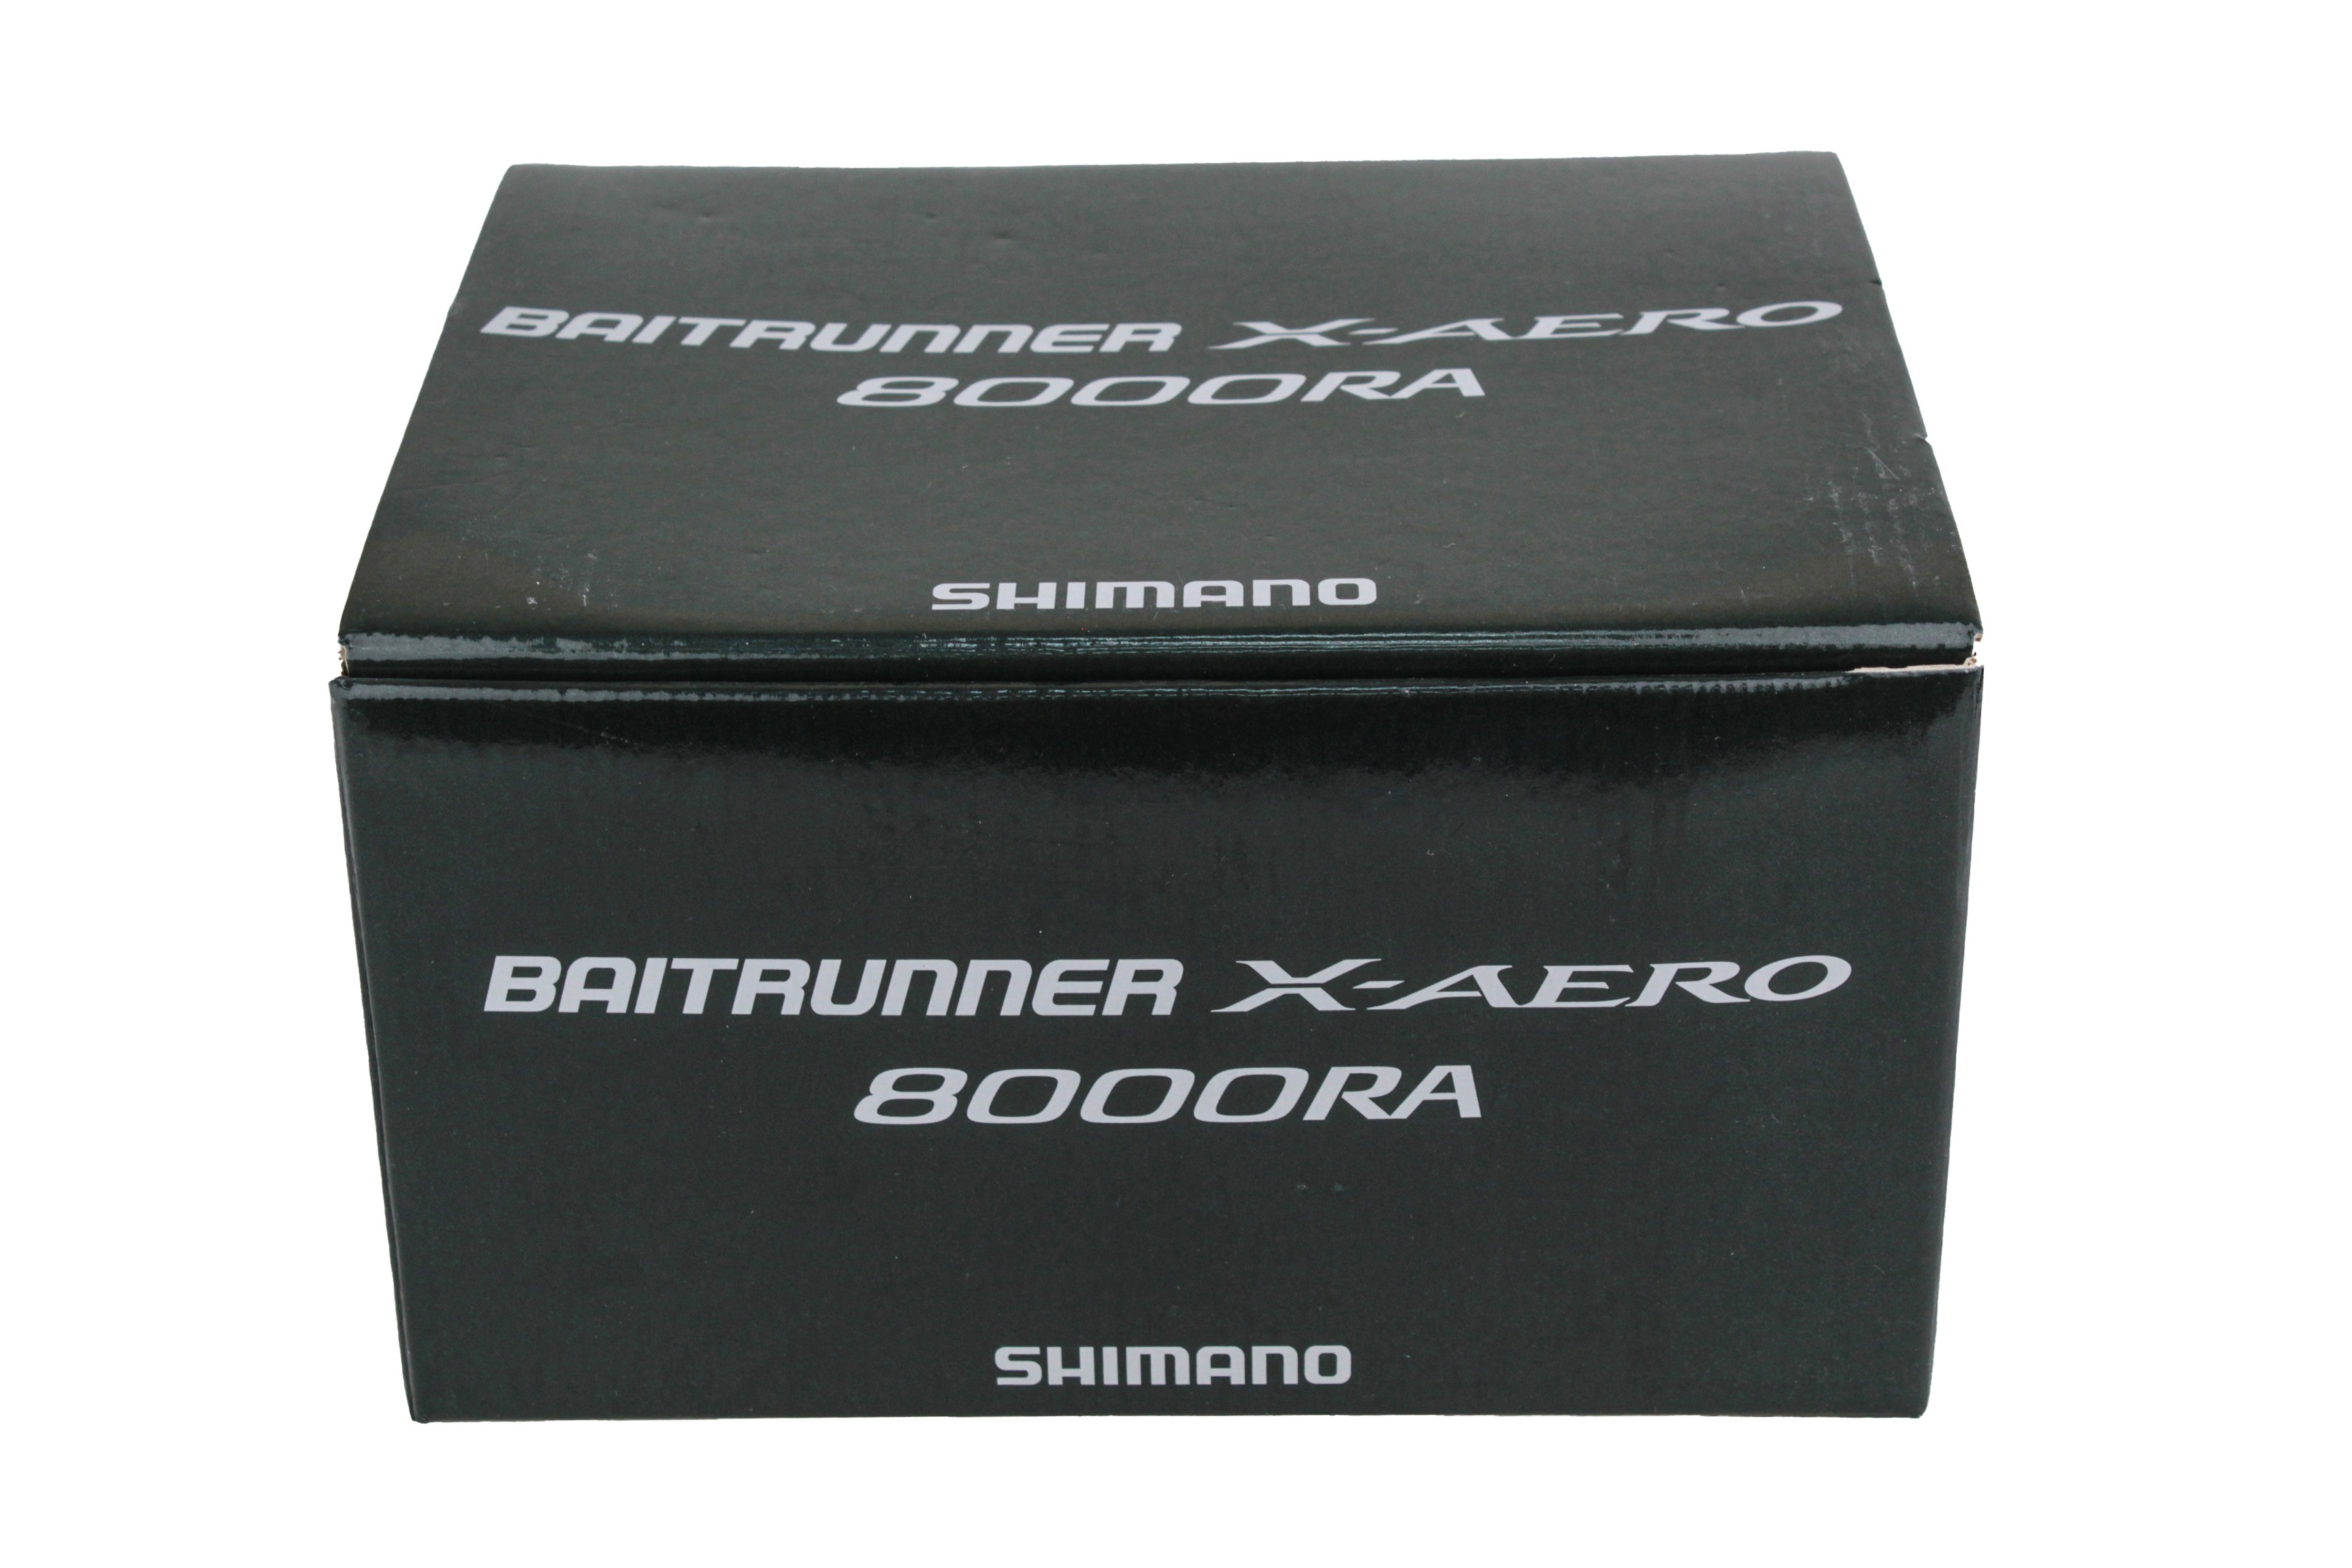 BAITRUNNER X-AERO
8000RA
SHIMANO
BAITRUNNER X-AERO
8000RA
SHIMANO